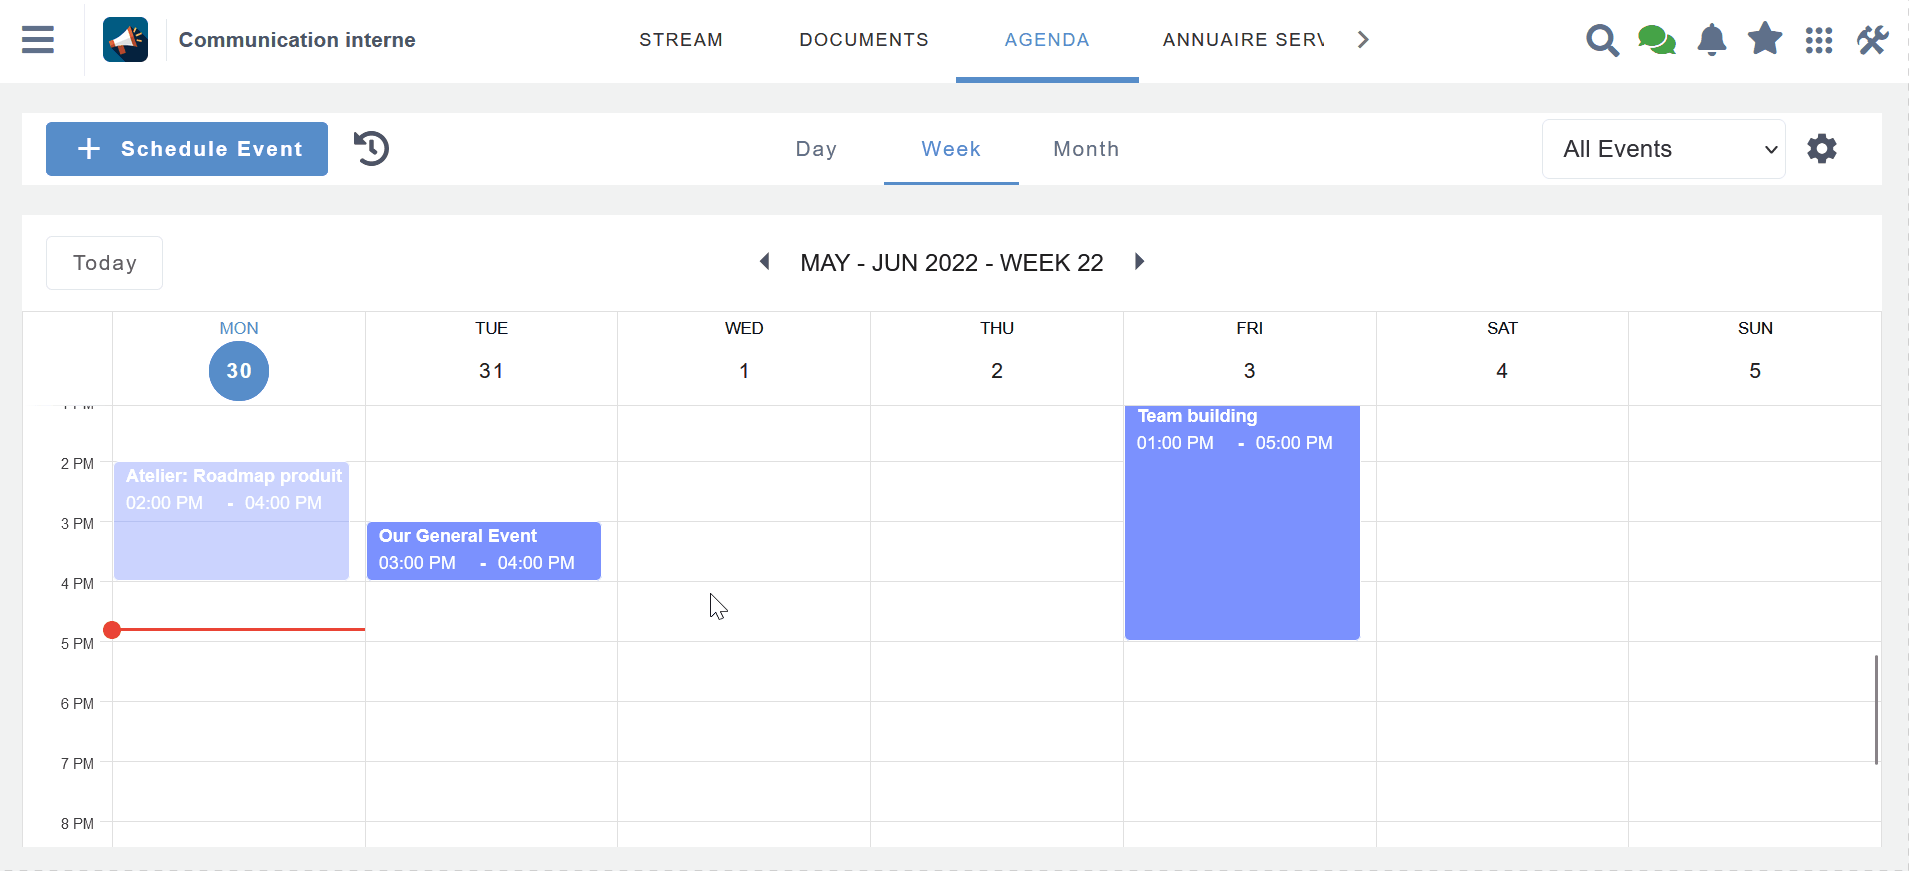 Communication interne
STREAM
DOCUMENTS
AGENDA
ANNUAIRE SERV
Schedule Event
Day
Week
Month
All Events
Today
MAY - JUN 2022 - WEEK 22
MON
TUE
WED
THU
FRI
SAT
SUN
30
31
1
2
3
4
5
Team building
01:00 PM - 05:00 PM
2 PM
Atelier: Roadmap produit
02:00 PM - 04:00 PM
3 PM
Our General Event
03:00 PM - 04:00 PM
4 PM
5 PM
6 PM
7 PM
8 PM